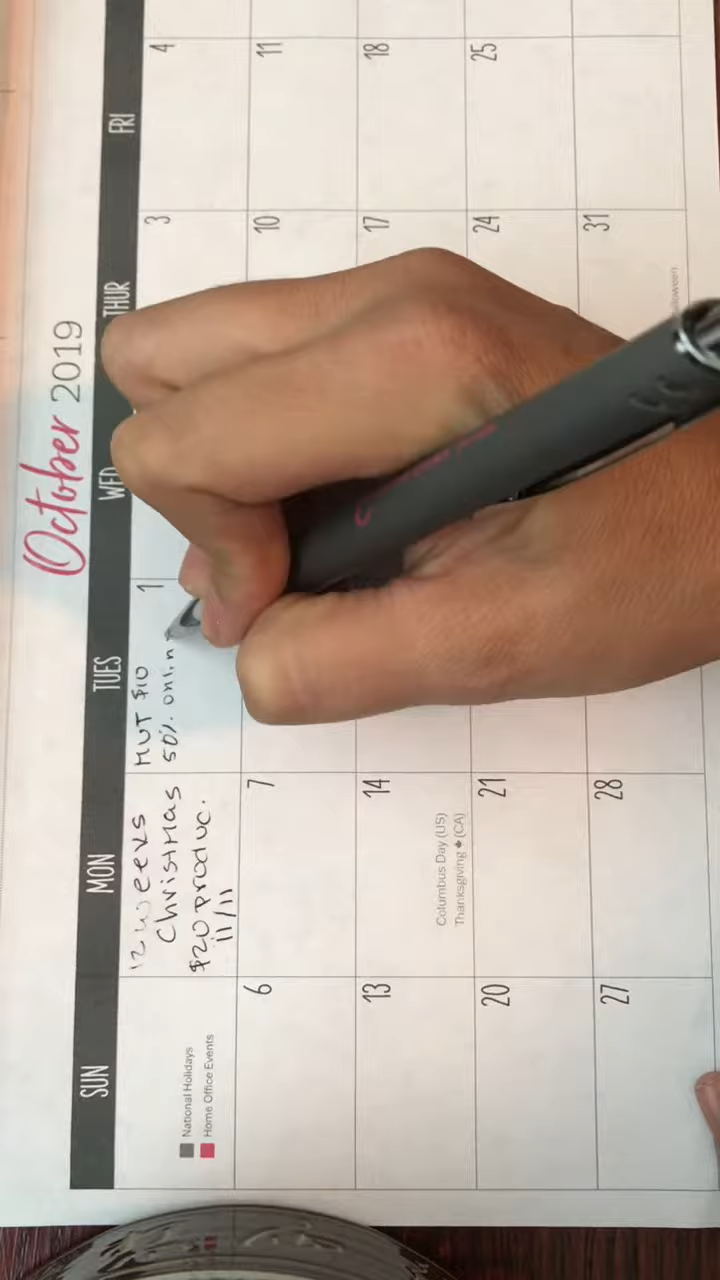 October 2019
SUN MON TUES WED THUR FRI
National Holidays
Home Office Events
12 weeks
Christmas
$20 produc.
11/11
1
HUT $10
50% onlin
3
4
6
7
10
11
13
14
Columbus Day (US)
Thanksgiving (CA)
17
18
20
21
24
25
27
28
31